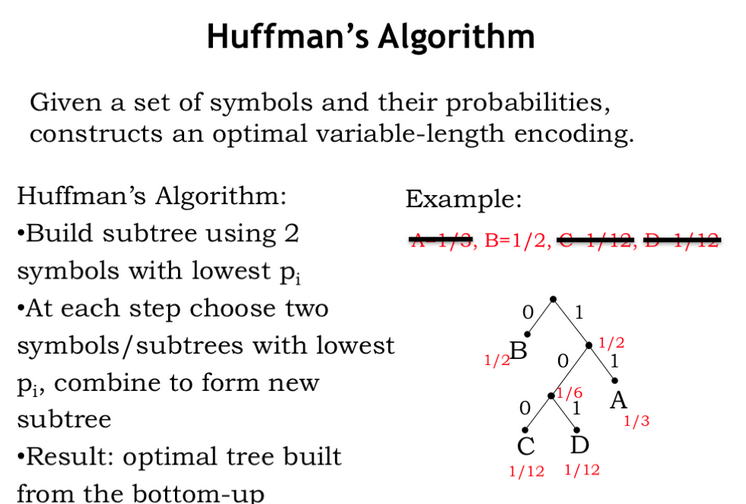 Huffman’s Algorithm
Given a set of symbols and their probabilities,
constructs an optimal variable-length encoding.
Huffman’s Algorithm:
•Build subtree using 2
symbols with lowest pi
•At each step choose two
symbols/subtrees with lowest
pi, combine to form new
subtree
•Result: optimal tree built
from the bottom-up
Example:
A=1/3, B=1/2, C=1/12, D=1/12
0 1
1/2 B 0 1/2 1
1/6
0 1 A
1/3
C D
1/12 1/12